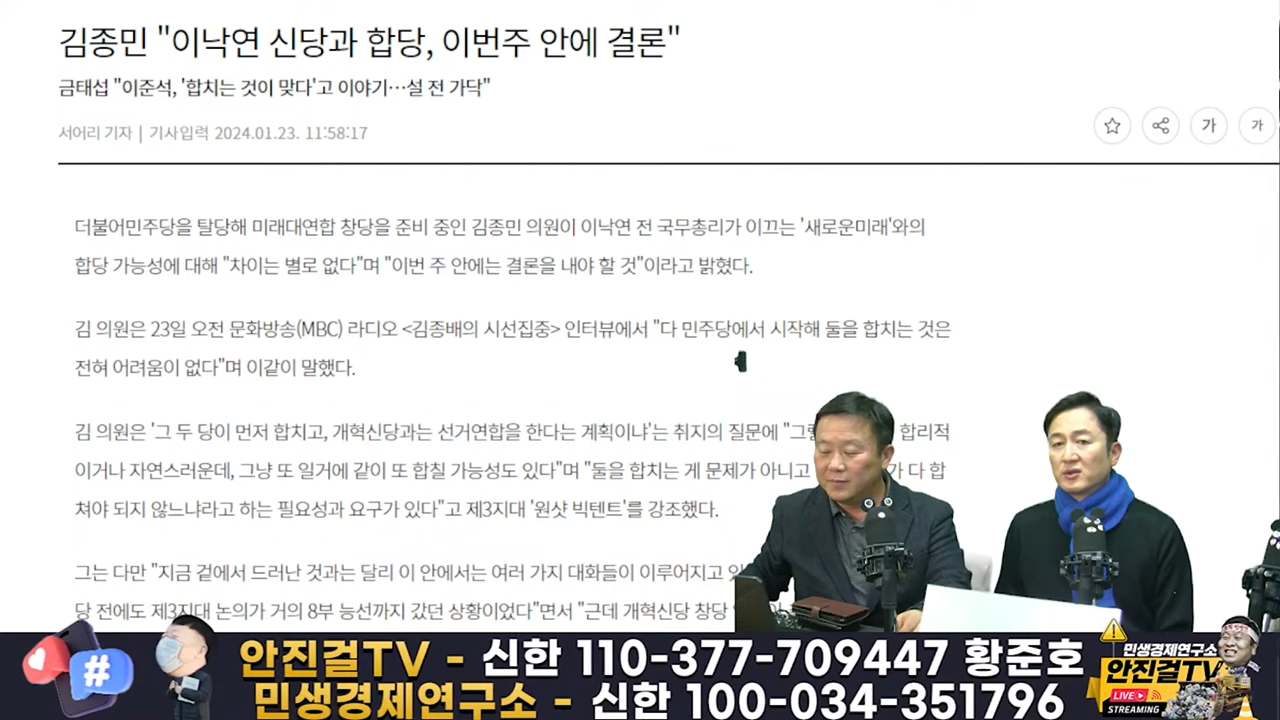 김종민 "이낙연 신당과 합당, 이번주 안에 결론"
금태섭 "이준석, '합치는 것이 맞다'고 이야기…설 전 가닥"
서어리 기자 | 기사입력 2024.01.23. 11:58:17
가 가
더불어민주당을 탈당해 미래대연합 창당을 준비 중인 김종민 의원이 이낙연 전 국무총리가 이끄는 '새로운미래'와의
합당 가능성에 대해 "차이는 별로 없다"며 "이번 주 안에는 결론을 내야 할 것"이라고 밝혔다.
김 의원은 23일 오전 문화방송(MBC) 라디오 <김종배의 시선집중> 인터뷰에서 "다 민주당에서 시작해 둘을 합치는 것은
전혀 어려움이 없다"며 이같이 말했다.
김 의원은 '그 두 당이 먼저 합치고, 개혁신당과는 선거연합을 한다는 계획이냐'는 취지의 질문에 합리적
이거나 자연스러운데, 그냥 또 일거에 같이 또 합칠 가능성도 있다"며 "둘을 합치는 게 문제가 아니고 가 다 합
쳐야 되지 않느냐라고 하는 필요성과 요구가 있다"고 제3지대 '원샷 빅텐트'를 강조했다.
그는 다만 "지금 겉에서 드러난 것과는 달리 이 안에서는 여러 가지 대화들이 이루어지고
당 전에도 제3지대 논의가 거의 8부 능선까지 갔던 상황이었다"면서 "근데 개혁신당 창당
#
안진걸TV - 신한 110-377-709447 황준호
민생경제연구소 - 신한 100-034-351796
민생경제연구소
안진걸TV
LIVE
STREAMING